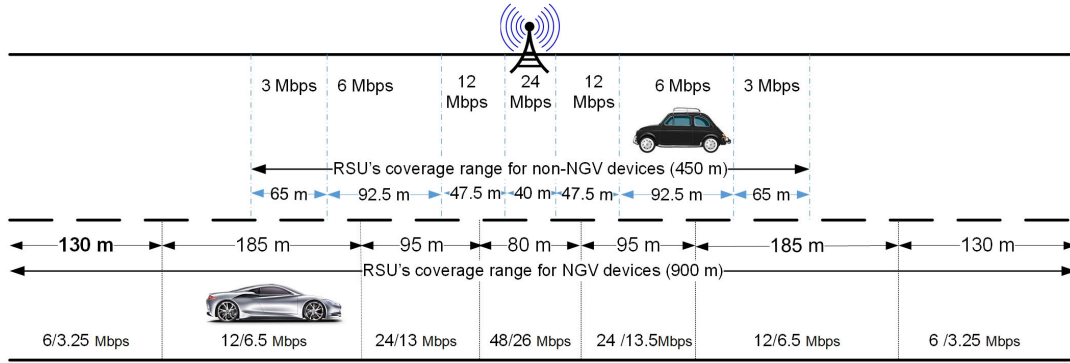 3 Mbps 6 Mbps 12 Mbps 24 Mbps 12 Mbps 6 Mbps 3 Mbps
RSU's coverage range for non-NGV devices (450 m)
65 m 92.5 m 47.5 m 40 m 47.5 m 92.5 m 65 m
130 m 185 m 95 m 80 m 95 m 185 m 130 m
RSU's coverage range for NGV devices (900 m)
6/3.25 Mbps 12/6.5 Mbps 24/13 Mbps 48/26 Mbps 24 /13.5Mbps 12/6.5 Mbps 6 /3.25 Mbps